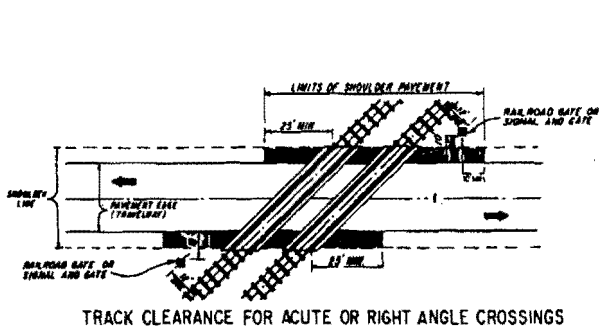 LIMITS OF SHOULDER PAVEMENT
25' MIN
RAILROAD GATE OR
SIGNAL AND GATE
SHOULDER
LINE
PAVEMENT EDGE
(TRAVELWAY)
RAILROAD GATE OR
SIGNAL AND GATE
25' MIN
TRACK CLEARANCE FOR ACUTE OR RIGHT ANGLE CROSSINGS